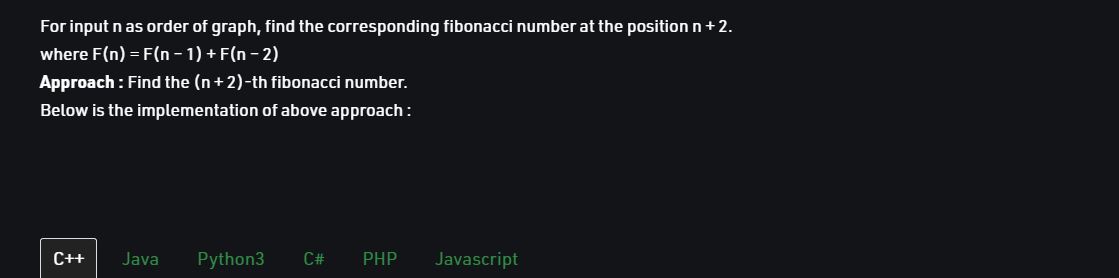 For input n as order of graph, find the corresponding fibonacci number at the position n + 2.
where F(n) = F(n – 1) + F(n – 2)
Approach : Find the (n + 2)-th fibonacci number.
Below is the implementation of above approach :
C++ Java Python3 C# PHP Javascript